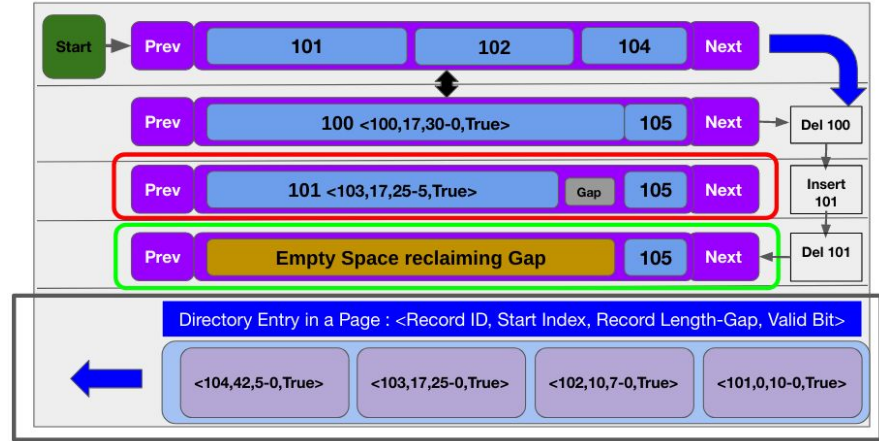 Start
Prev 101 102 104 Next
Prev 100 <100,17,30-0,True> 105 Next Del 100
Prev 101 <103,17,25-5,True> Gap 105 Next Insert
101
Prev Empty Space reclaiming Gap 105 Next Del 101
Directory Entry in a Page : <Record ID, Start Index, Record Length-Gap, Valid Bit>
<104,42,5-0,True> <103,17,25-0,True> <102,10,7-0,True> <101,0,10-0,True>